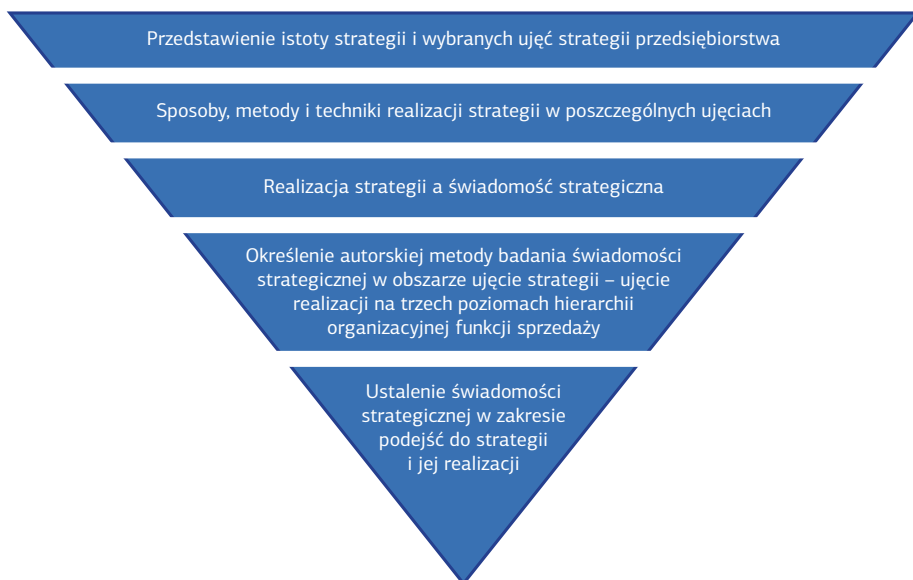 Przedstawienie istoty strategii i wybranych ujęć strategii przedsiębiorstwa
Sposoby, metody i techniki realizacji strategii w poszczególnych ujęciach
Realizacja strategii a świadomość strategiczna
Określenie autorskiej metody badania świadomości
strategicznej w obszarze ujęcie strategii – ujęcie
realizacji na trzech poziomach hierarchii
organizacyjnej funkcji sprzedaży
Ustalenie świadomości
strategicznej w zakresie
podejść do strategii
i jej realizacji